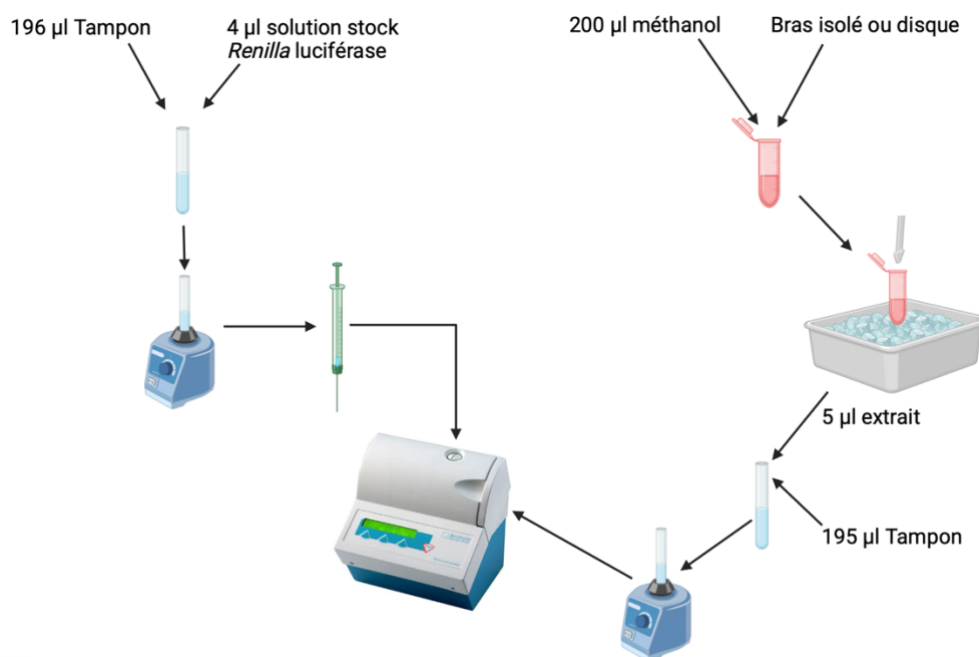 196 µl Tampon
4 µl solution stock
Renilla luciférase
200 µl méthanol
Bras isolé ou disque
5 µl extrait
195 µl Tampon